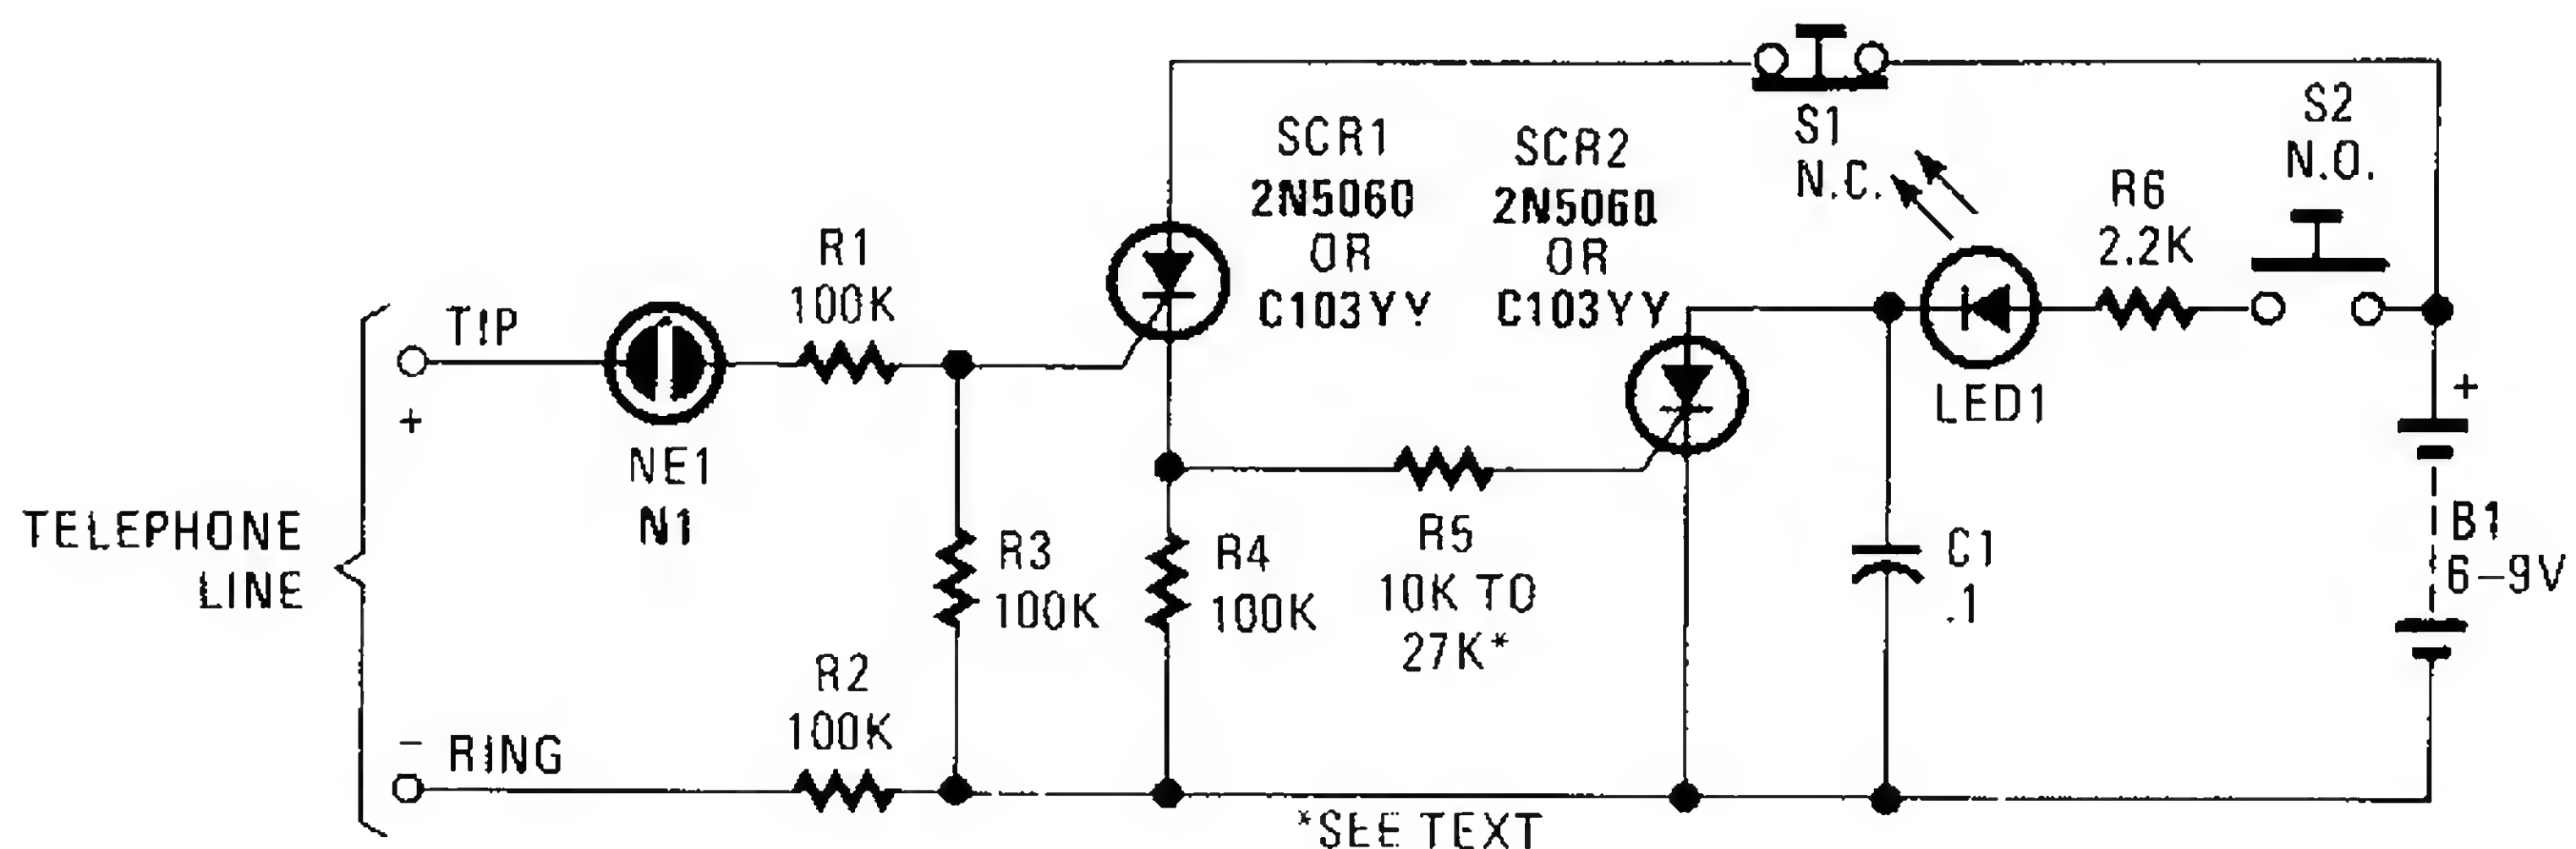 TELEPHONE
LINE
TIP
+
-
RING
NE1
N1
R1
100K
R2
100K
R3
100K
R4
100K
SCR1
2N5060
OR
C103YY
SCR2
2N5060
OR
C103YY
R5
10K TO
27K*
S1
N.C.
LED1
R6
2.2K
S2
N.O.
C1
.1
+
B1
6-9V
*SEE TEXT